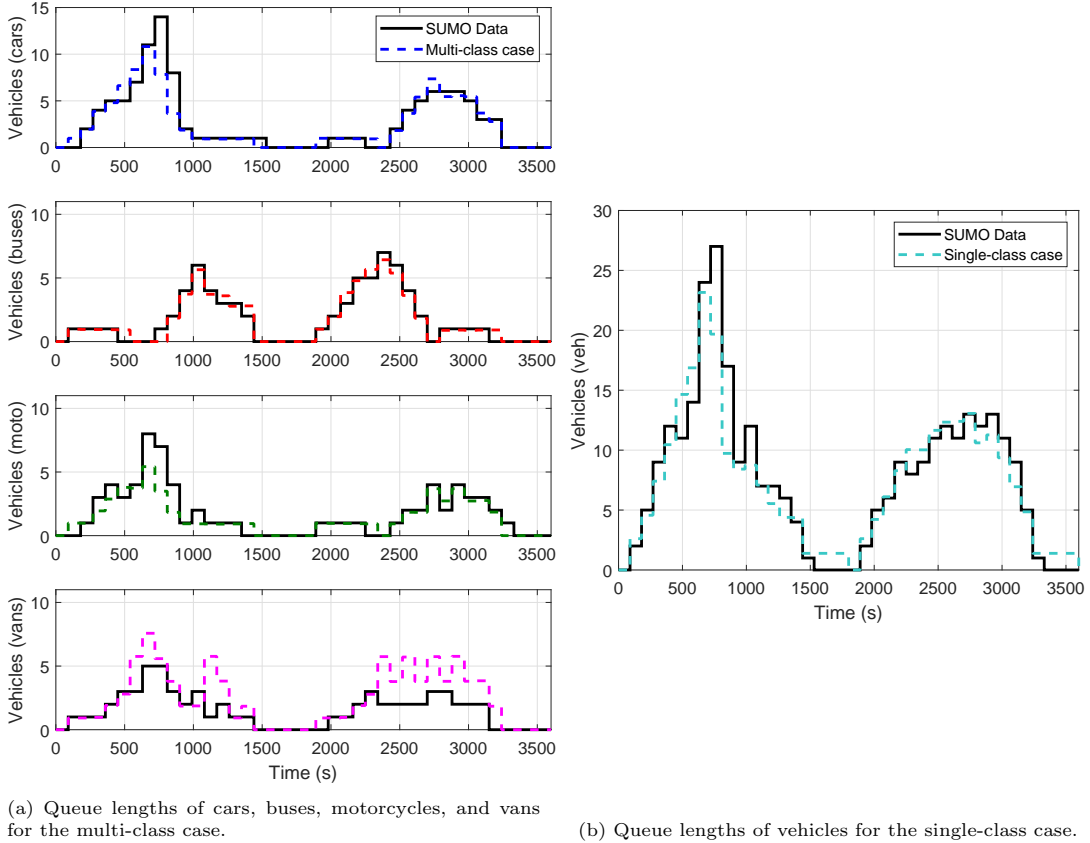 15
10
5
0
Vehicles (cars)
SUMO Data
Multi-class case
0 500 1000 1500 2000 2500 3000 3500
10
5
0
Vehicles (buses)
0 500 1000 1500 2000 2500 3000 3500
10
5
0
Vehicles (moto)
0 500 1000 1500 2000 2500 3000 3500
10
5
0
Vehicles (vans)
0 500 1000 1500 2000 2500 3000 3500
Time (s)
(a) Queue lengths of cars, buses, motorcycles, and vans
for the multi-class case.
30
25
20
15
10
5
0
Vehicles (veh)
SUMO Data
Single-class case
0 500 1000 1500 2000 2500 3000 3500
Time (s)
(b) Queue lengths of vehicles for the single-class case.